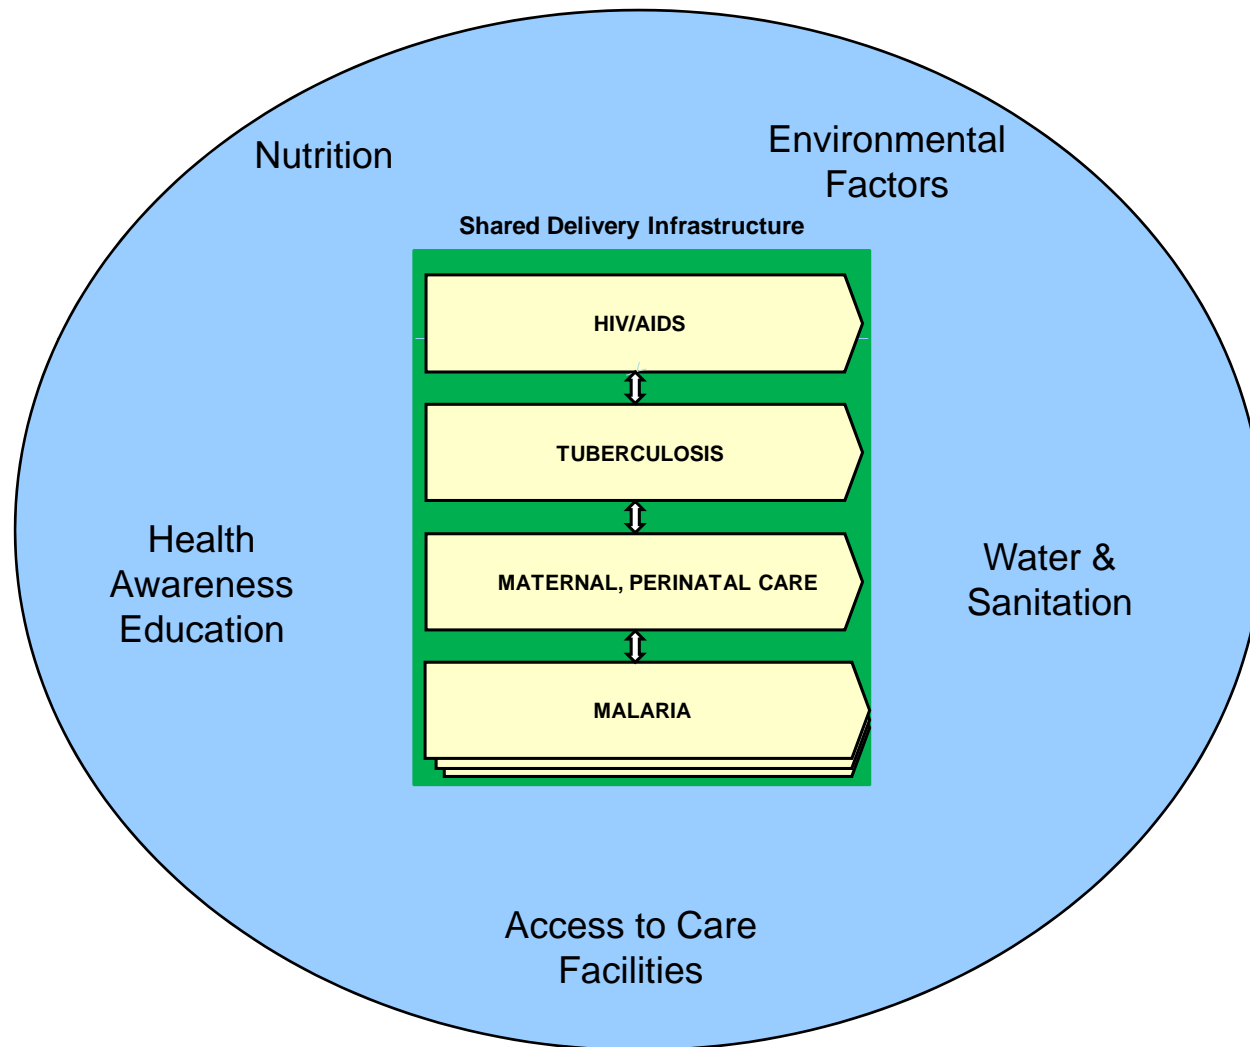 Nutrition
Environmental
Factors
Shared Delivery Infrastructure
HIV/AIDS
TUBERCULOSIS
MATERNAL, PERINATAL CARE
MALARIA
Health
Awareness
Education
Water &
Sanitation
Access to Care
Facilities